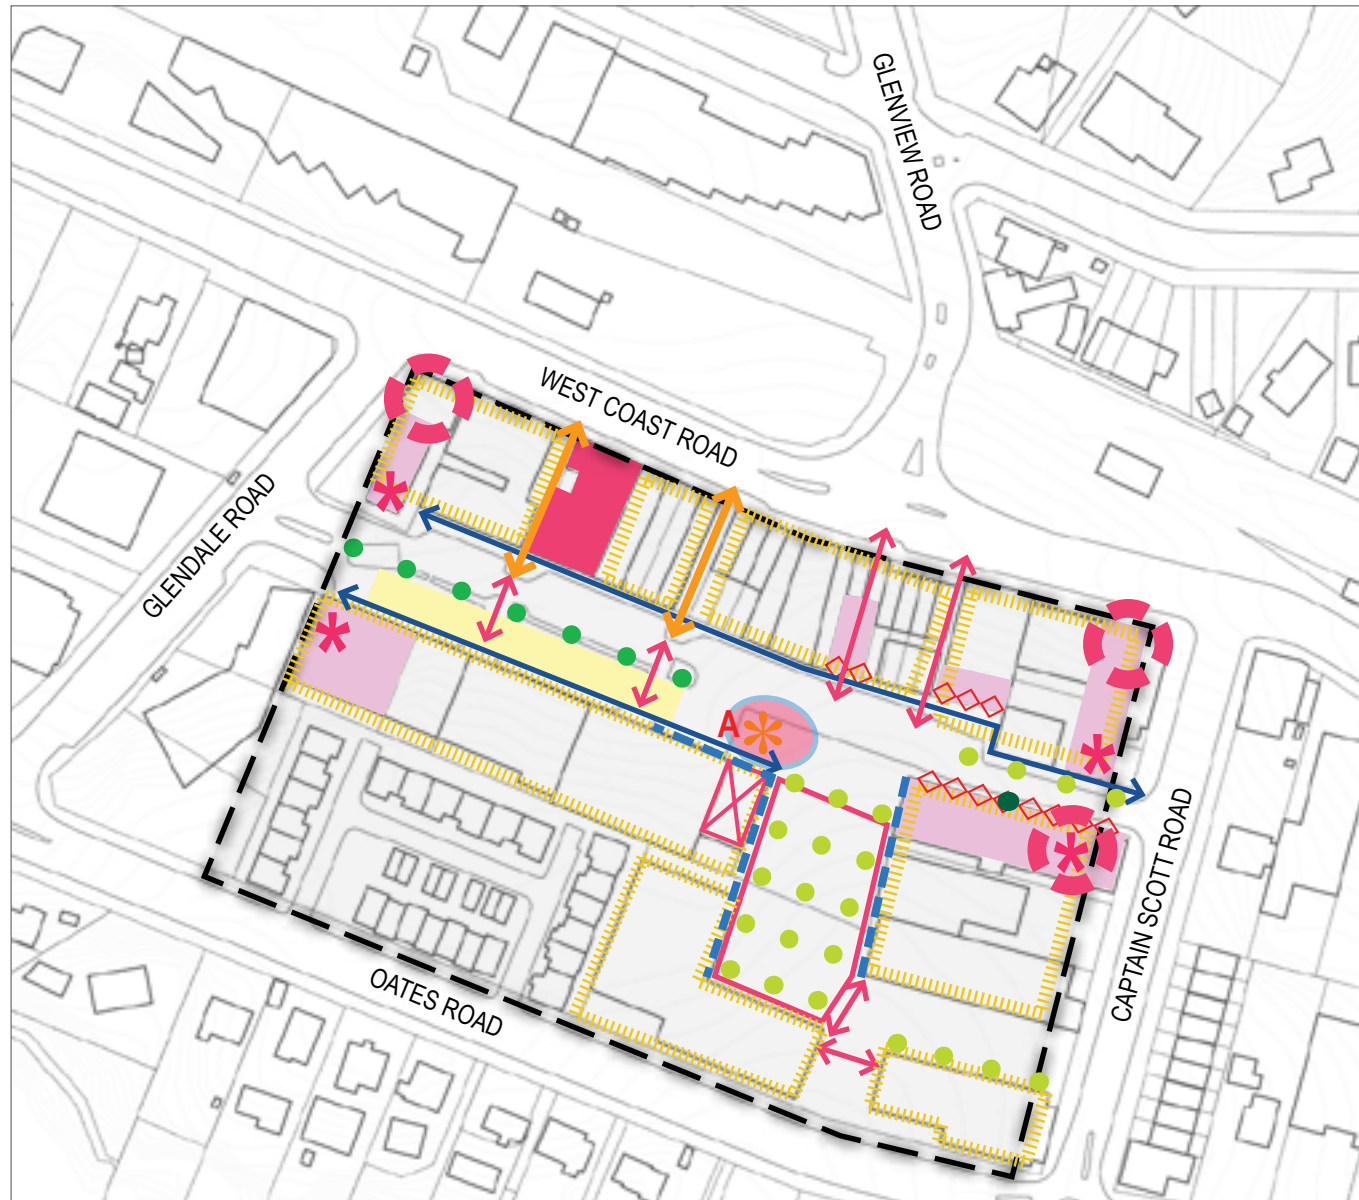 GLENVIEW ROAD
WEST COAST ROAD
GLENDALE ROAD
A
CAPTAIN SCOTT ROAD
OATES ROAD